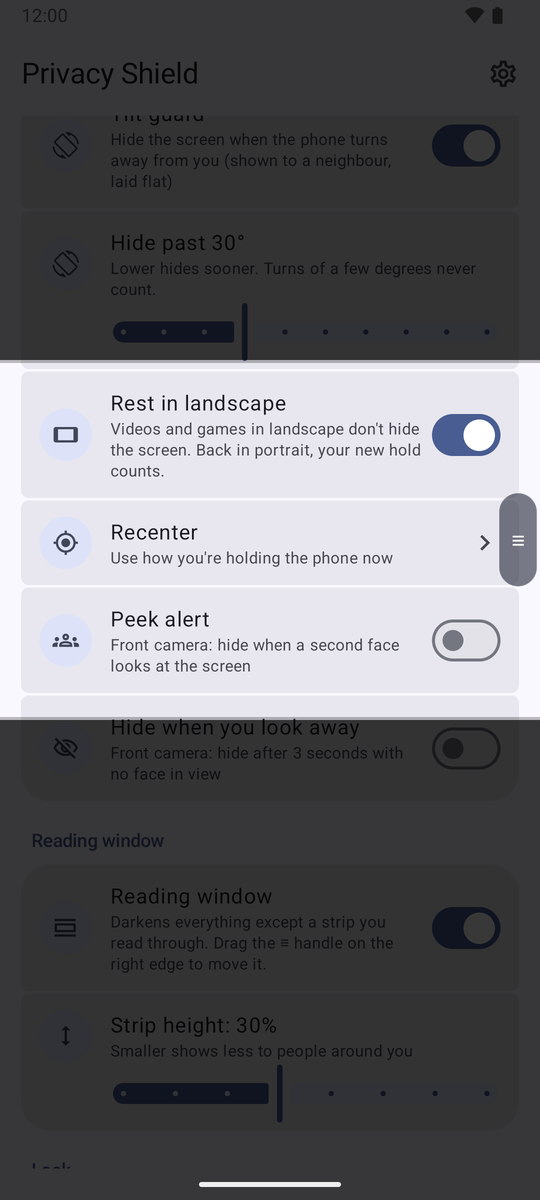 12:00
Privacy Shield
Tilt guard
Hide the screen when the phone turns
away from you (shown to a neighbour,
laid flat)
Hide past 30°
Lower hides sooner. Turns of a few degrees never
count.
Rest in landscape
Videos and games in landscape don't hide
the screen. Back in portrait, your new hold
counts.
Recenter
Use how you're holding the phone now
Peek alert
Front camera: hide when a second face
looks at the screen
Hide when you look away
Front camera: hide after 3 seconds with
no face in view
Reading window
Reading window
Darkens everything except a strip you
read through. Drag the ≡ handle on the
right edge to move it.
Strip height: 30%
Smaller shows less to people around you